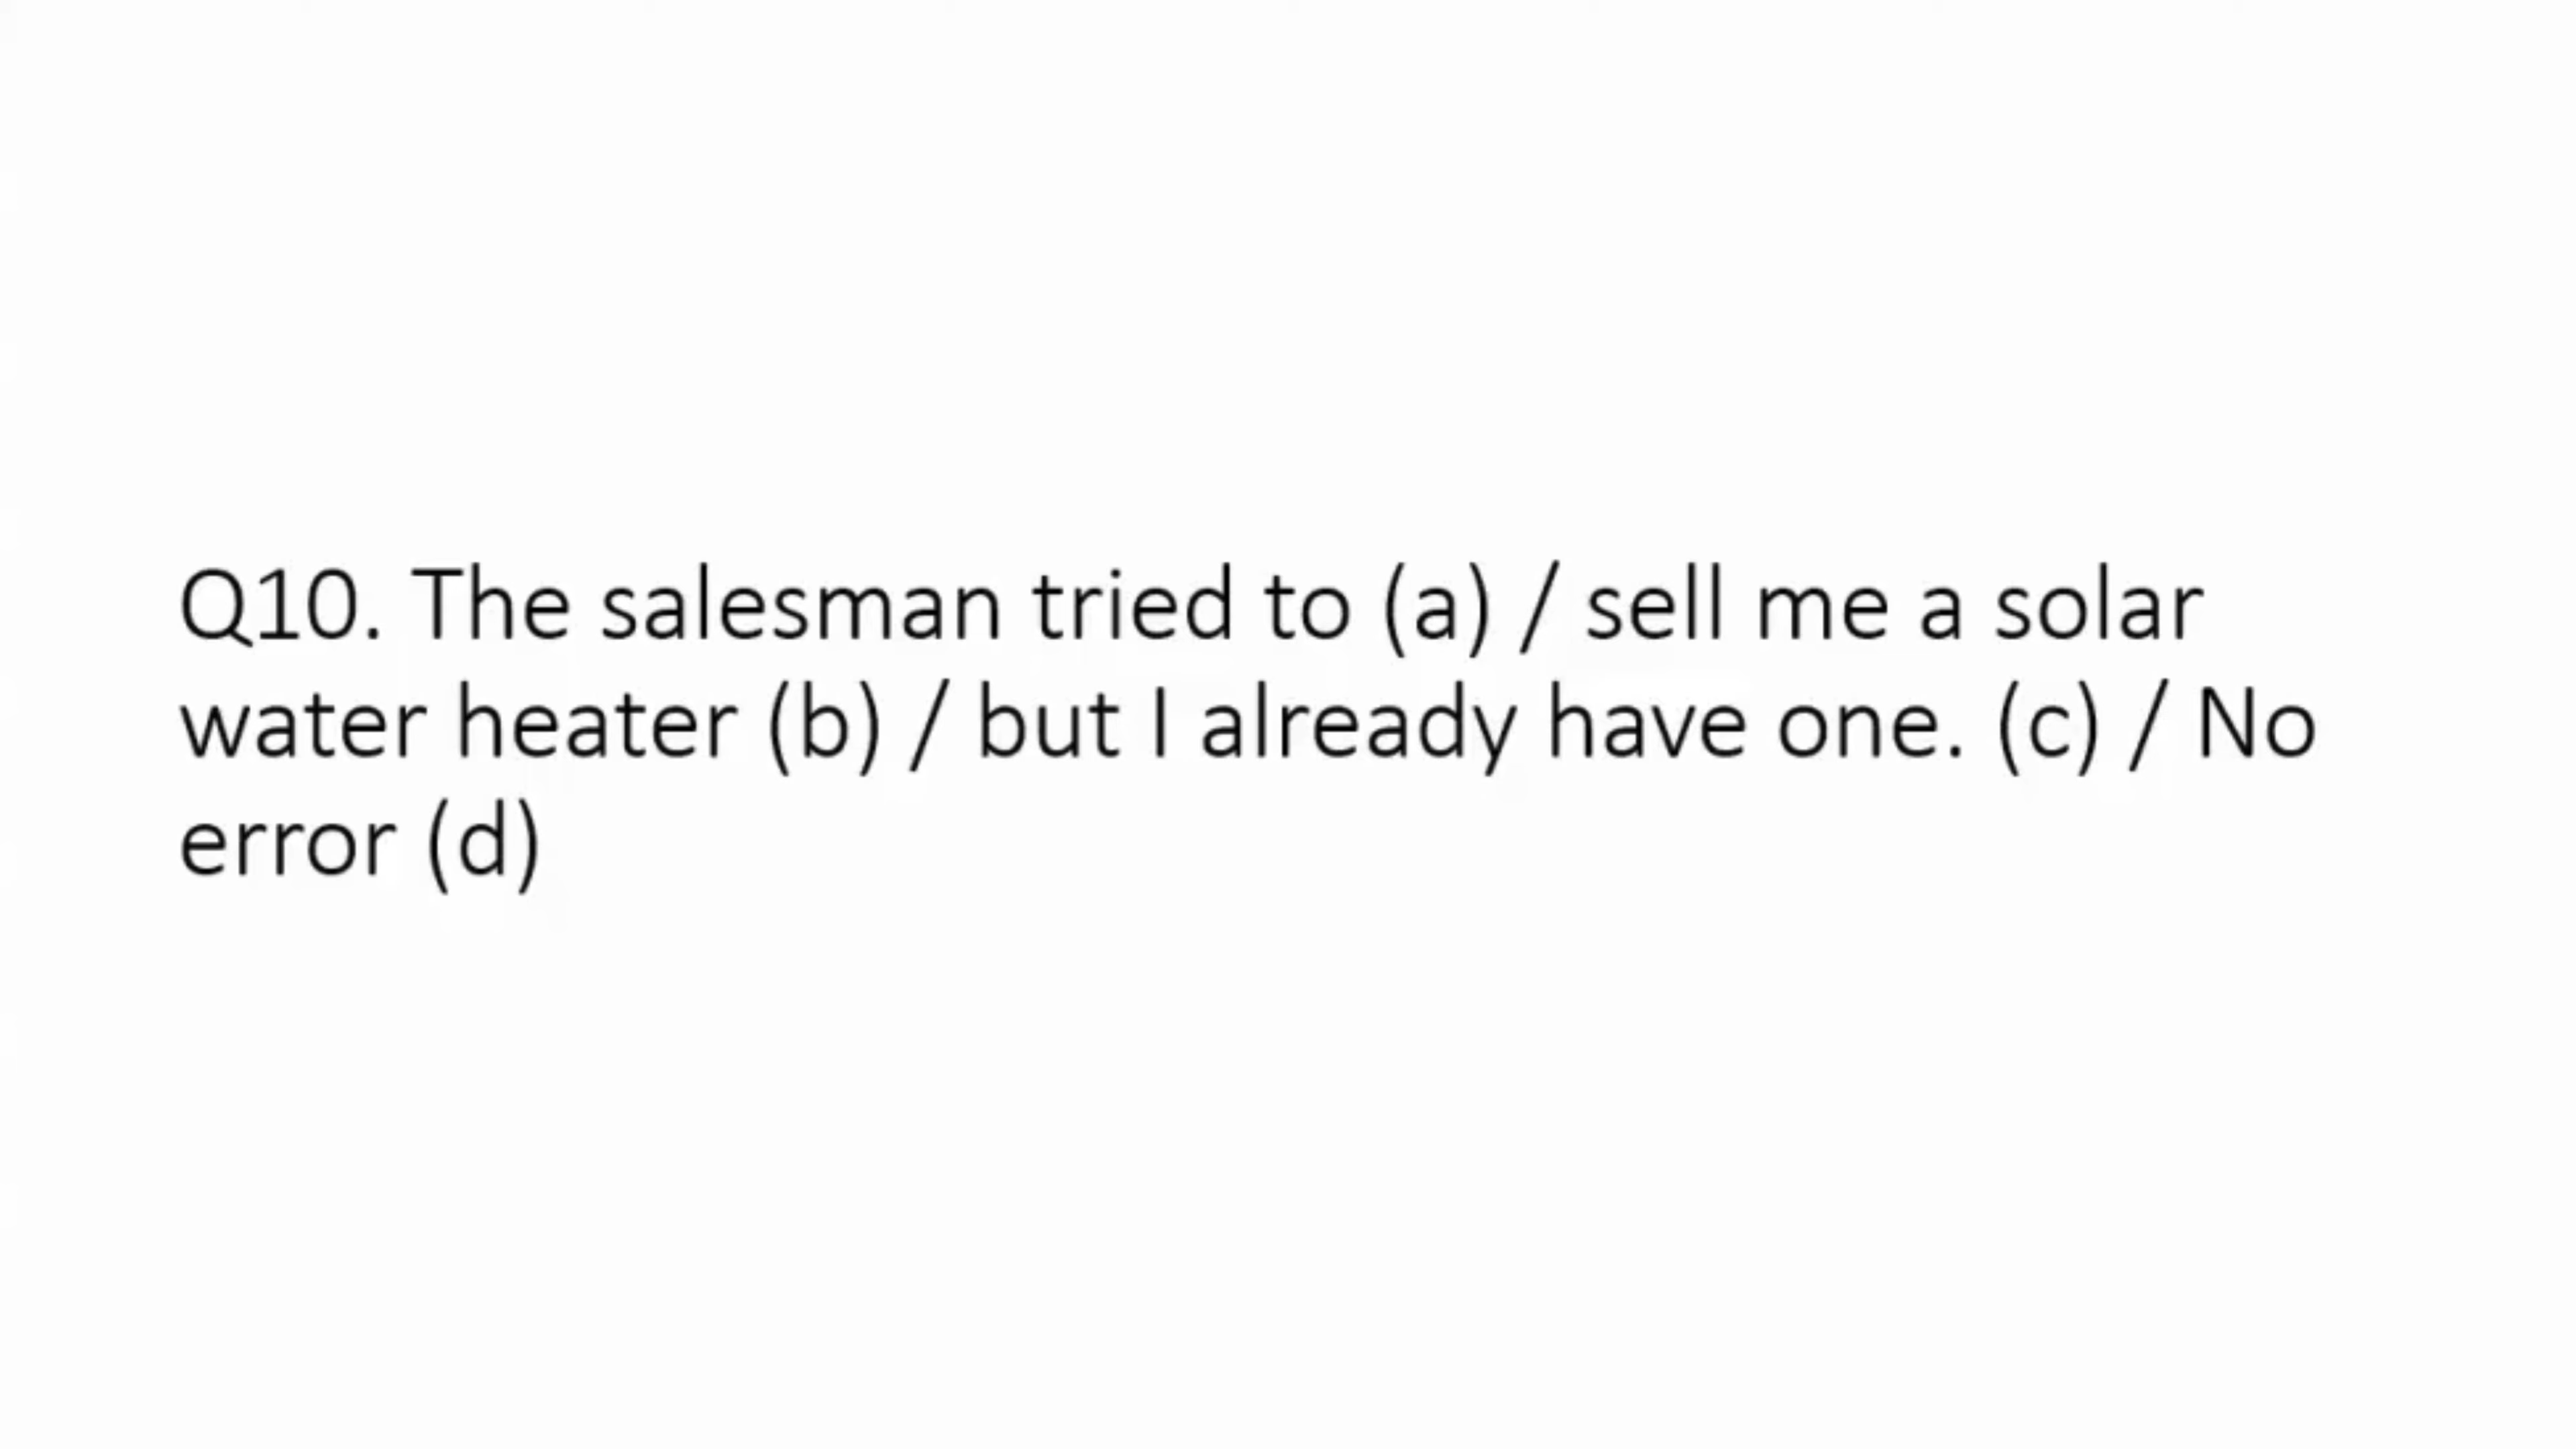 Q10. The salesman tried to (a) / sell me a solar
water heater (b) / but I already have one. (c) / No
error (d)